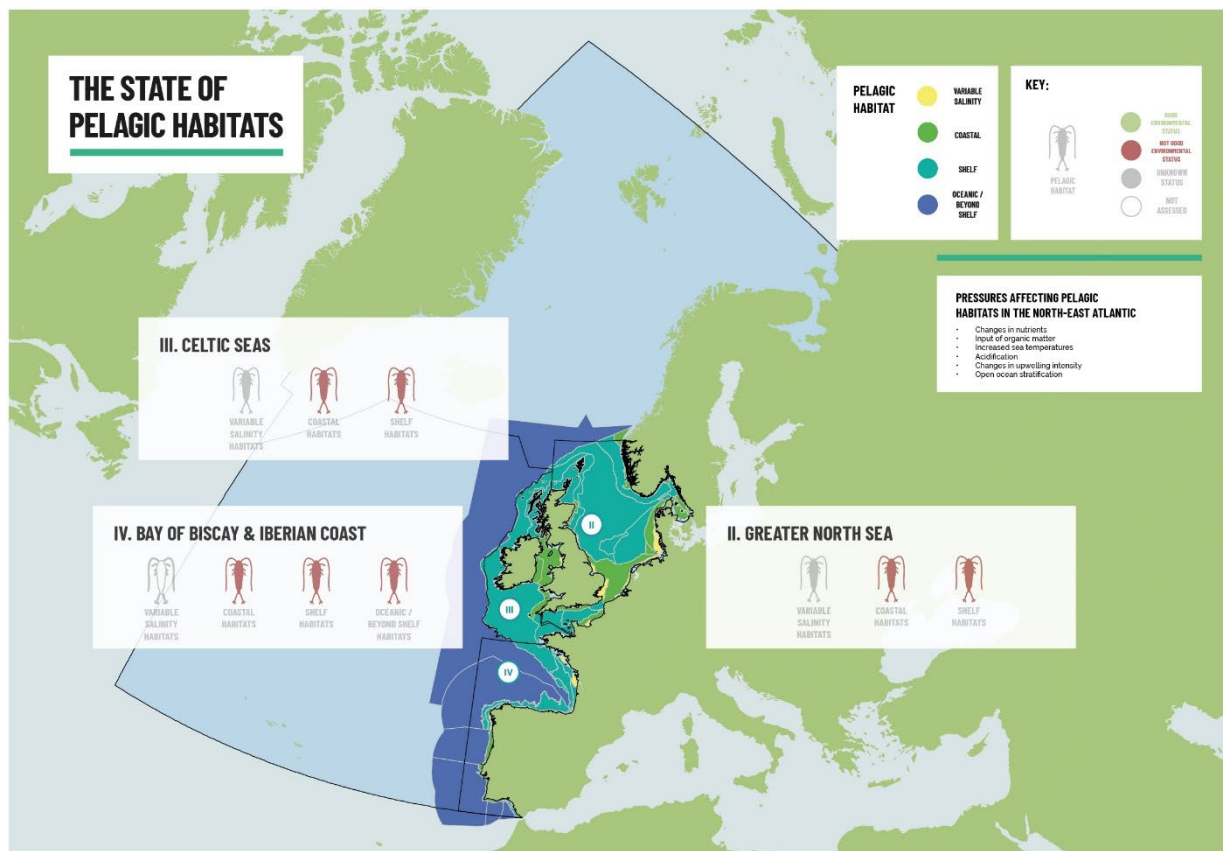 THE STATE OF
PELAGIC HABITATS
PELAGIC
HABITAT
VARIABLE
SALINITY
COASTAL
SHELF
OCEANIC /
BEYOND
SHELF
KEY:
PELAGIC
HABITAT
GOOD
ENVIRONMENTAL
STATUS
NOT GOOD
ENVIRONMENTAL
STATUS
UNKNOWN
STATUS
NOT
ASSESSED
PRESSURES AFFECTING PELAGIC
HABITATS IN THE NORTH-EAST ATLANTIC
• Changes in nutrients
• Input of organic matter
• Increased sea temperatures
• Acidification
• Changes in upwelling intensity
• Open ocean stratification
III. CELTIC SEAS
VARIABLE
SALINITY
HABITATS
COASTAL
HABITATS
SHELF
HABITATS
IV. BAY OF BISCAY & IBERIAN COAST
VARIABLE
SALINITY
HABITATS
COASTAL
HABITATS
SHELF
HABITATS
OCEANIC /
BEYOND SHELF
HABITATS
II. GREATER NORTH SEA
VARIABLE
SALINITY
HABITATS
COASTAL
HABITATS
SHELF
HABITATS
II
III
IV